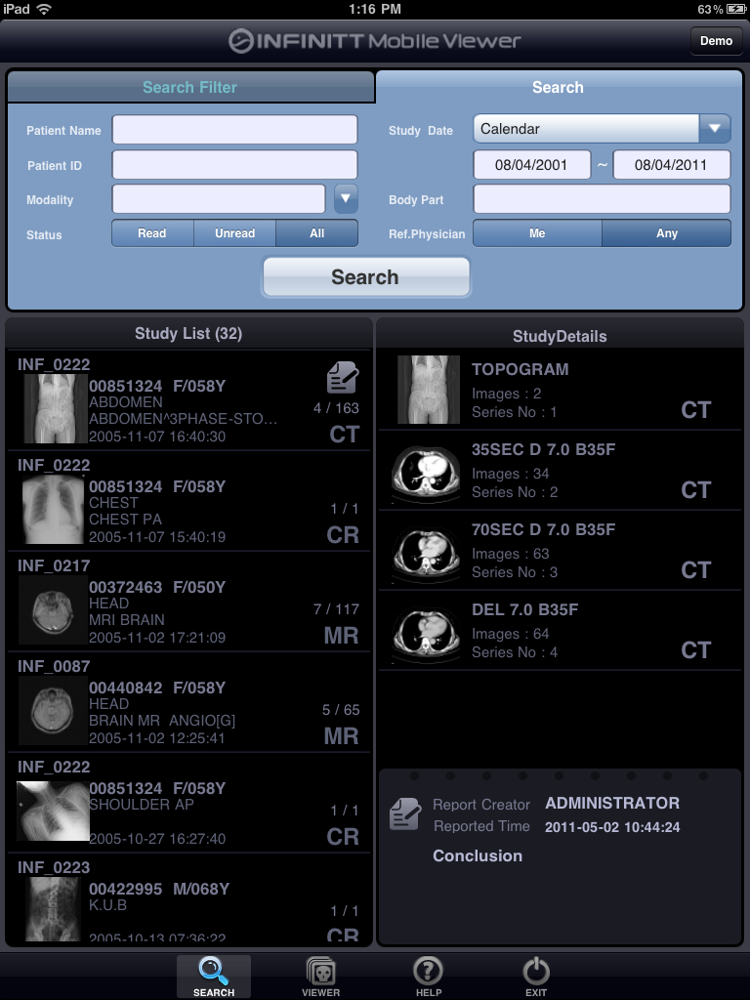 iPad 1:16 PM 63%
INFINITT Mobile Viewer
Demo
Search Filter
Search
Patient Name
Study Date Calendar
Patient ID
08/04/2001 ~ 08/04/2011
Modality
Body Part
Status Read Unread All
Ref.Physician Me Any
Search
Study List (32)
INF_0222
00851324 F/058Y
ABDOMEN
4 / 163
ABDOMEN^3PHASE-STO...
2005-11-07 16:40:30
CT
INF_0222
00851324 F/058Y
CHEST
1 / 1
CHEST PA
2005-11-07 15:40:19
CR
INF_0217
00372463 F/050Y
HEAD
7 / 117
MRI BRAIN
2005-11-02 17:21:09
MR
INF_0087
00440842 F/058Y
HEAD
5 / 65
BRAIN MR ANGIO[G]
2005-11-02 12:25:41
MR
INF_0222
00851324 F/058Y
SHOULDER AP
1 / 1
2005-10-27 16:27:40
CR
INF_0223
00422995 M/068Y
K.U.B
1 / 1
2005-10-13 07:36:22
CR
StudyDetails
TOPOGRAM
Images : 2
Series No : 1
CT
35SEC D 7.0 B35F
Images : 34
Series No : 2
CT
70SEC D 7.0 B35F
Images : 63
Series No : 3
CT
DEL 7.0 B35F
Images : 64
Series No : 4
CT
Report Creator ADMINISTRATOR
Reported Time 2011-05-02 10:44:24
Conclusion
SEARCH
VIEWER
HELP
EXIT